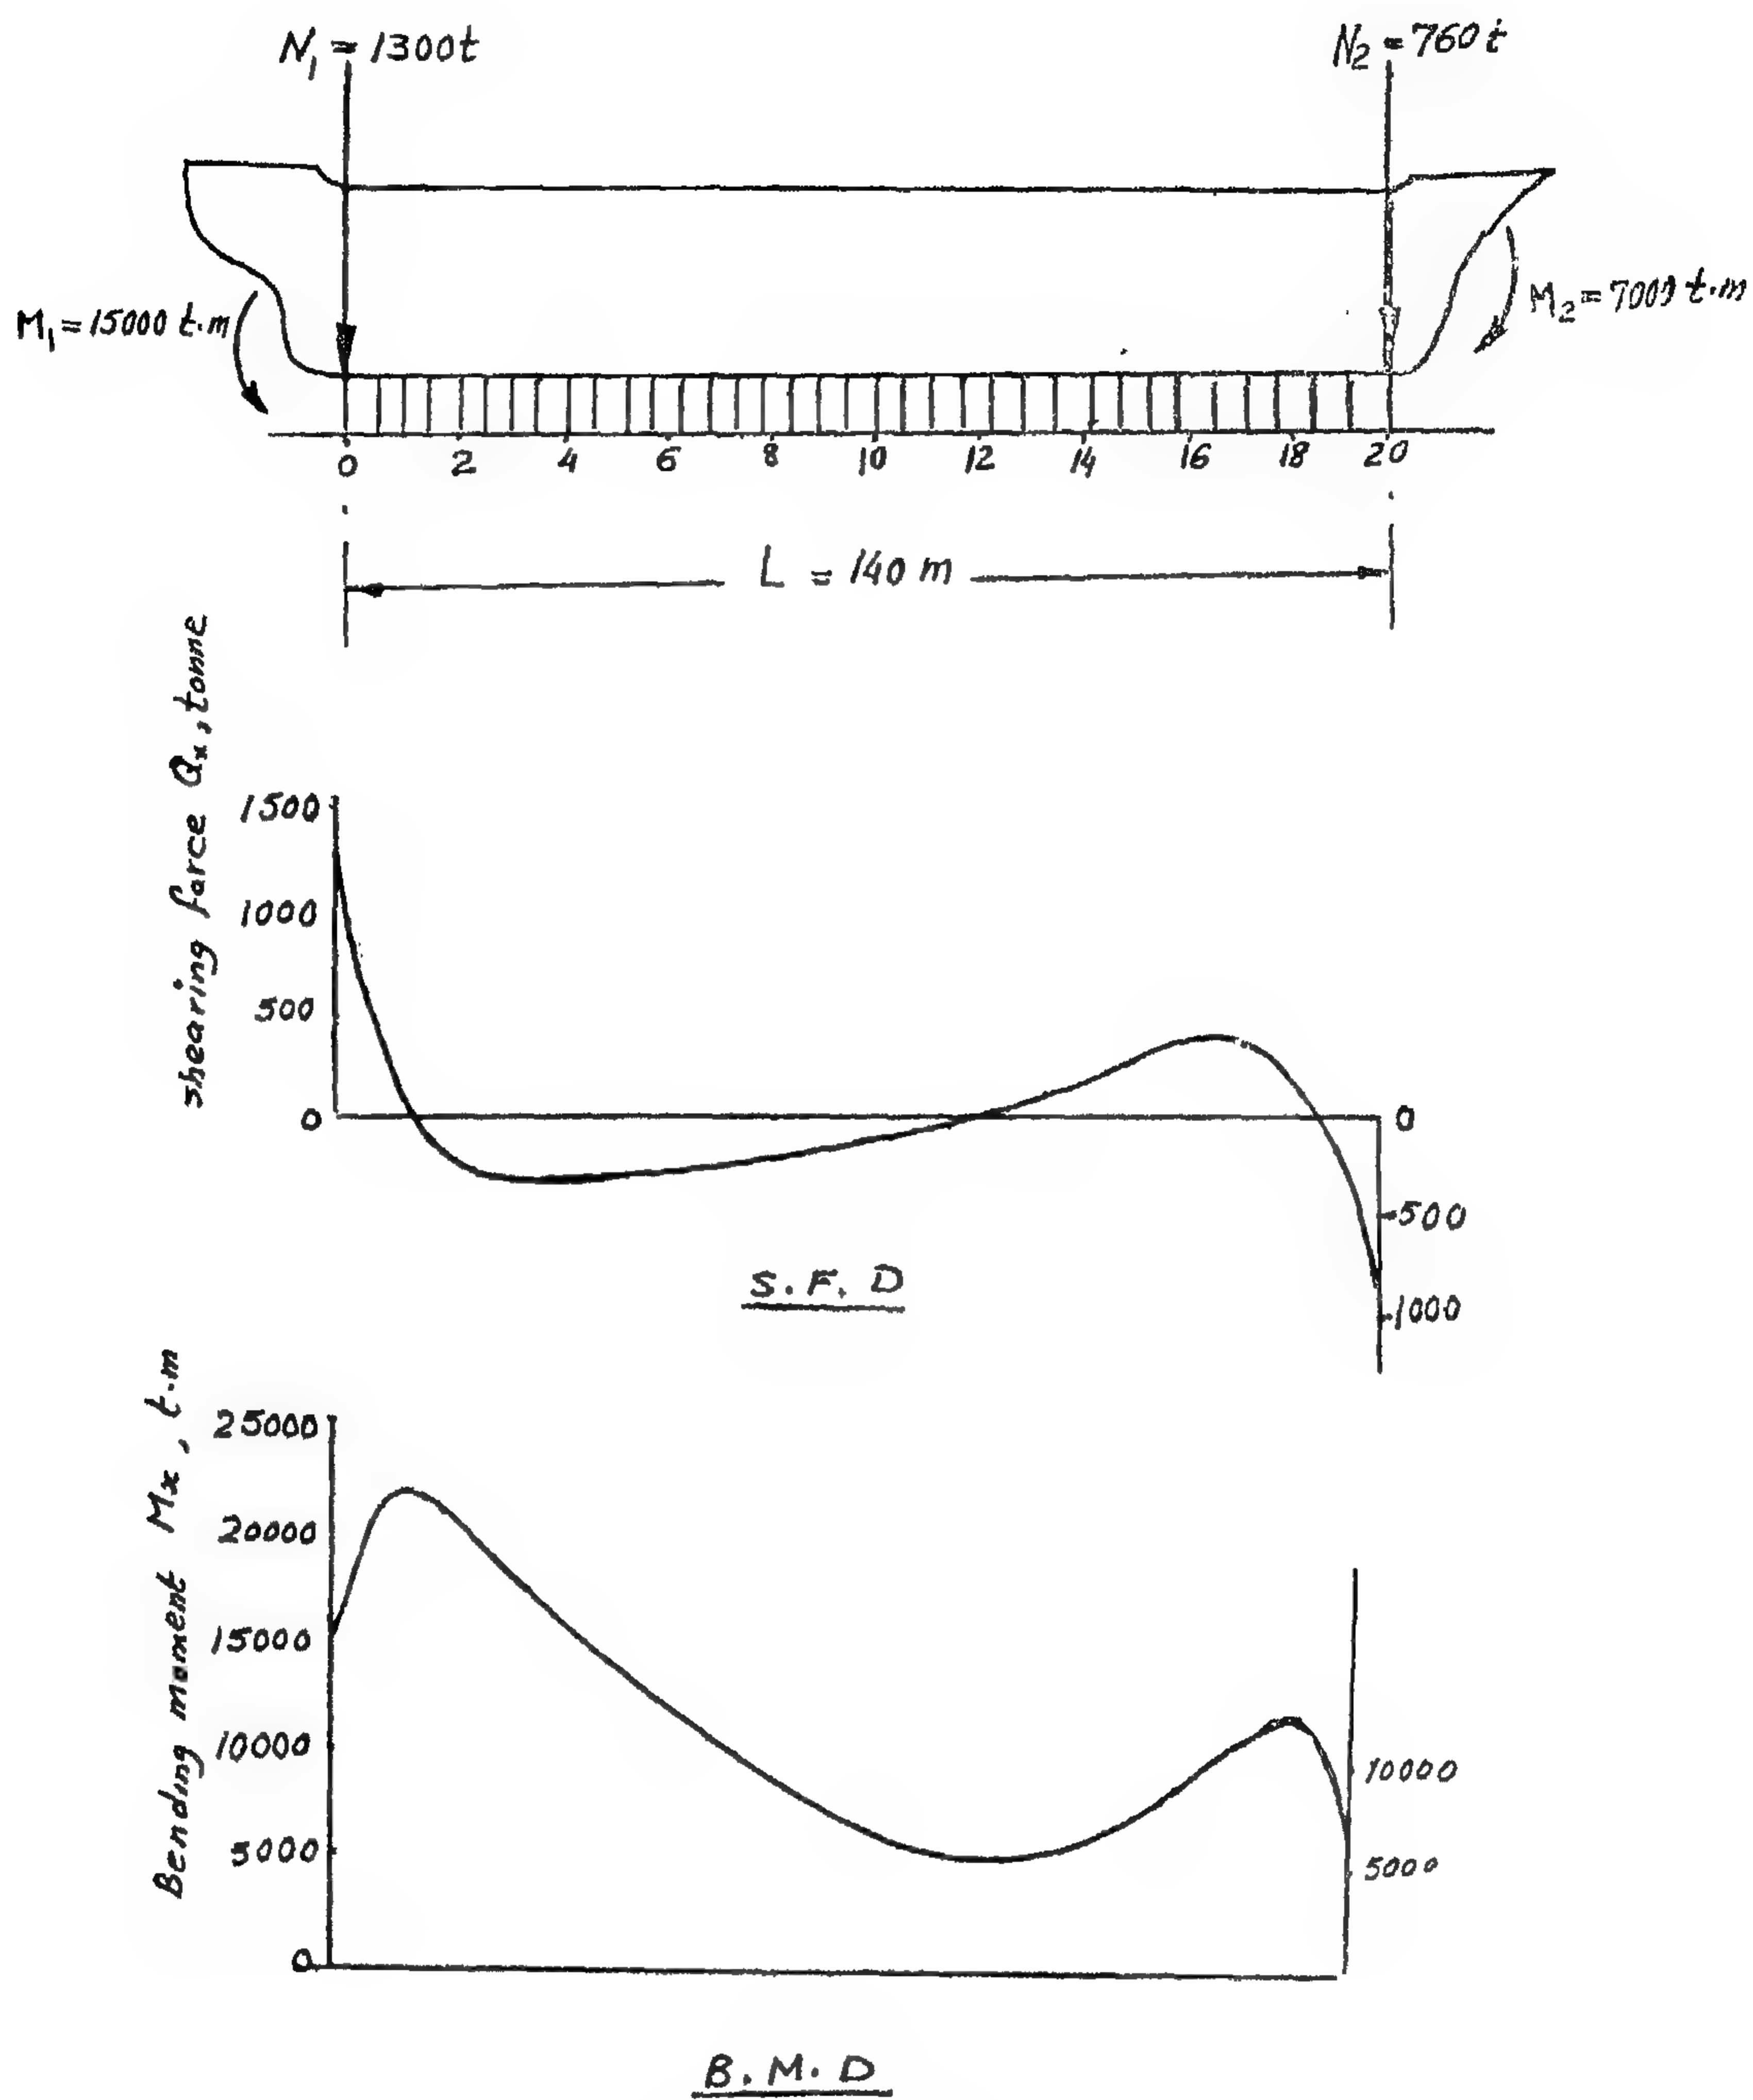 N₁ = 1300t
N₂ = 760t
M₁ = 15000 t.m
M₂ = 7000 t.m
0 2 4 6 8 10 12 14 16 18 20
L = 140 m
shearing force Qx, tonne
1500
1000
500
0
0
500
1000
S.F.D
Bending moment Mx, t.m
25000
20000
15000
10000
5000
0
10000
5000
B.M.D